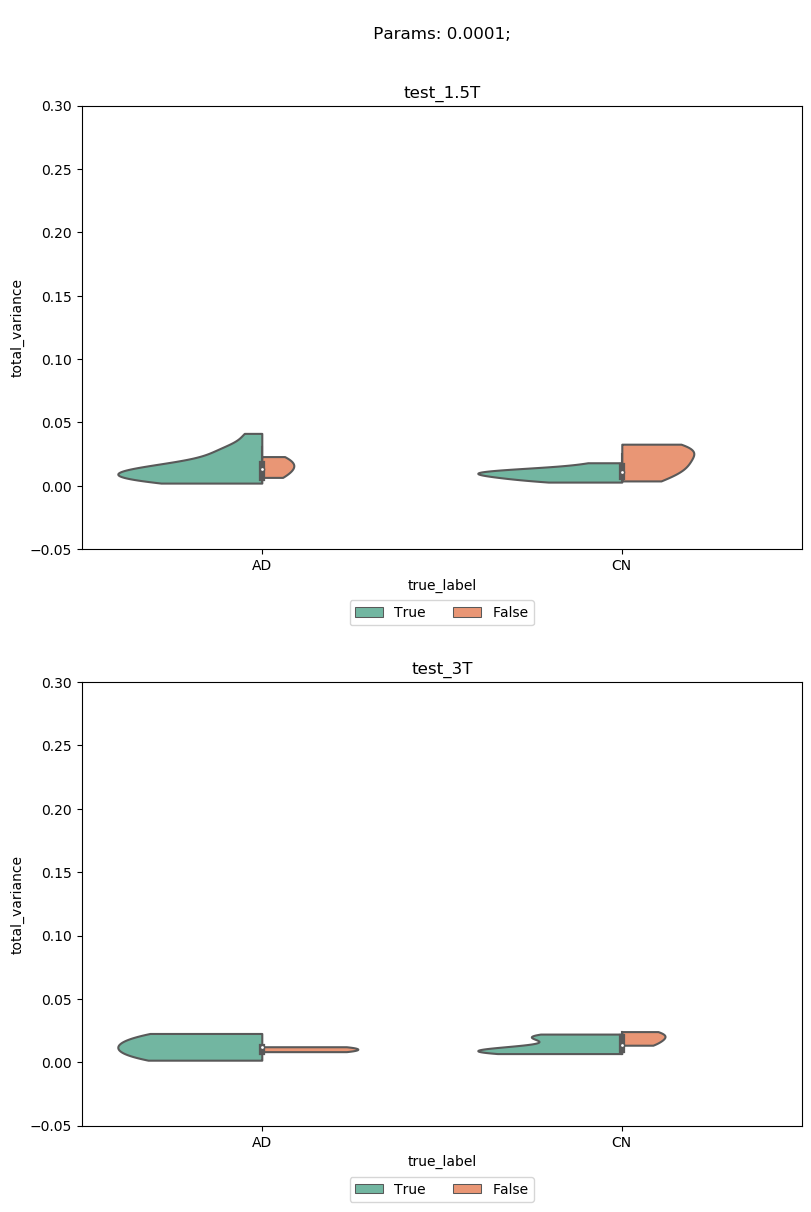 Params: 0.0001;
test_1.5T
0.30
0.25
0.20
0.15
0.10
0.05
0.00
−0.05
total_variance
AD CN
true_label
True False
test_3T
0.30
0.25
0.20
0.15
0.10
0.05
0.00
−0.05
total_variance
AD CN
true_label
True False